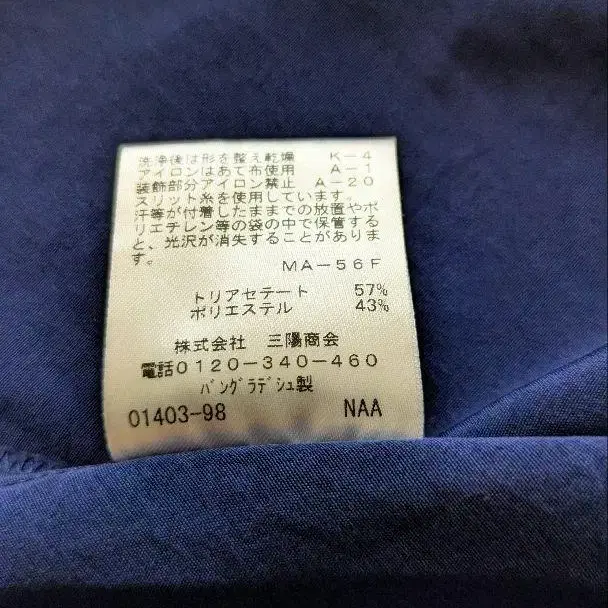 洗浄後は形を整え乾燥 K-4
アイロンはあて布使用 A-1
装飾部分アイロン禁止 A-20
スリット糸を使用しています。
汗等が付着したままでの放置やポ
リエチレン等の袋の中で保管する
と、光沢が消失することがありま
す。
MA-56F
トリアセテート 57%
ポリエステル 43%
株式会社 三陽商会
電話0120-340-460
バングラデシュ製
01403-98 NAA